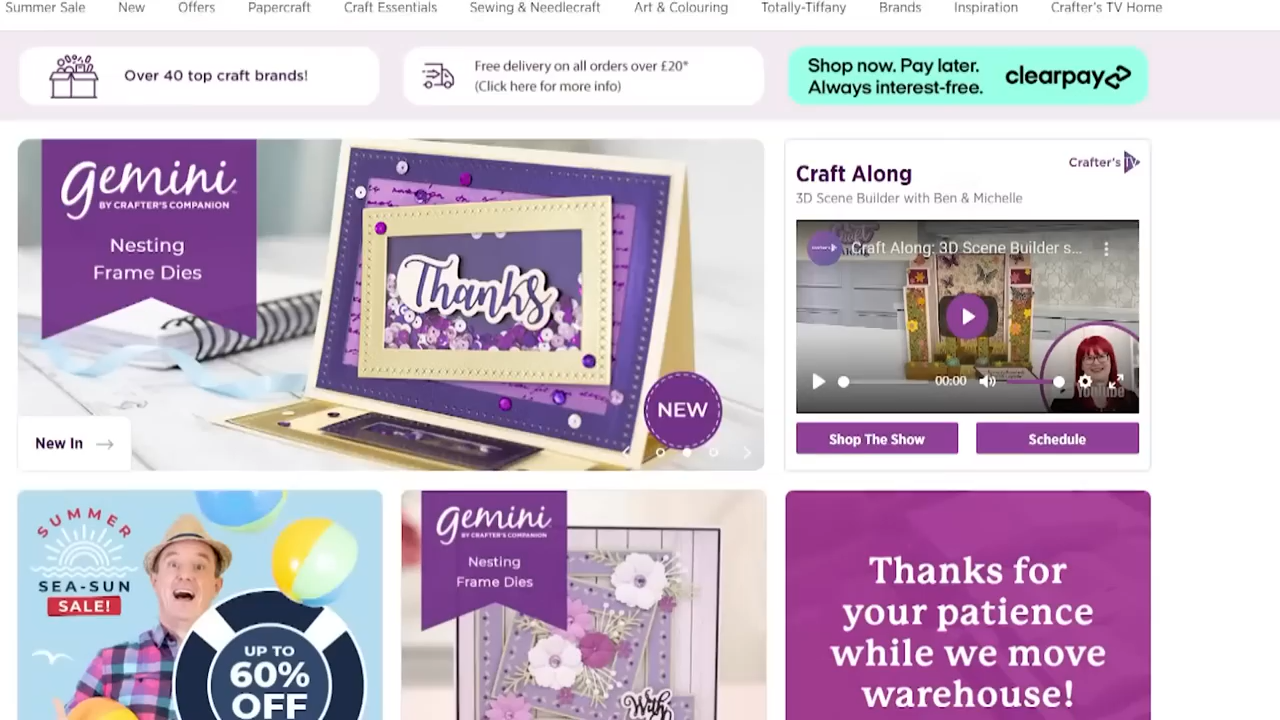 Summer Sale New Offers Papercraft Craft Essentials Sewing & Needlecraft Art & Colouring Totally-Tiffany Brands Inspiration Crafter's TV Home
Over 40 top craft brands!
Free delivery on all orders over £20*
(Click here for more info)
Shop now. Pay later.
Always interest-free.
clearpay
gemini
BY CRAFTER'S COMPANION
Nesting
Frame Dies
Thanks
NEW
New In
Craft Along
Crafter's TV
3D Scene Builder with Ben & Michelle
Craft Along: 3D Scene Builder s...
00:00
YouTube
Shop The Show
Schedule
SUMMER
SEA-SUN
SALE!
UP TO
60%
OFF
gemini
BY CRAFTER'S COMPANION
Nesting
Frame Dies
With
Thanks for
your patience
while we move
warehouse!